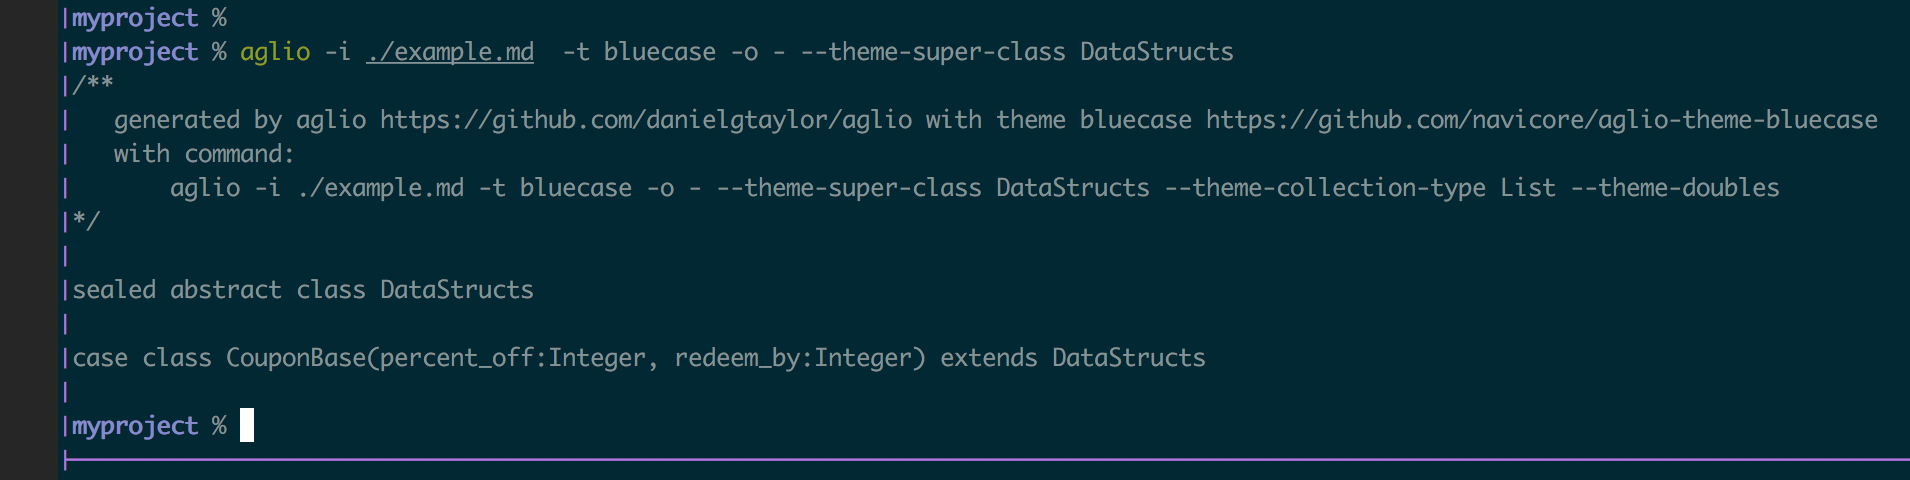 myproject %
myproject % aglio -i ./example.md  -t bluecase -o - --theme-super-class DataStructs
/**
   generated by aglio https://github.com/danielgtaylor/aglio with theme bluecase https://github.com/navicore/aglio-theme-bluecase
   with command:
       aglio -i ./example.md -t bluecase -o - --theme-super-class DataStructs --theme-collection-type List --theme-doubles
*/
sealed abstract class DataStructs
case class CouponBase(percent_off:Integer, redeem_by:Integer) extends DataStructs
myproject %